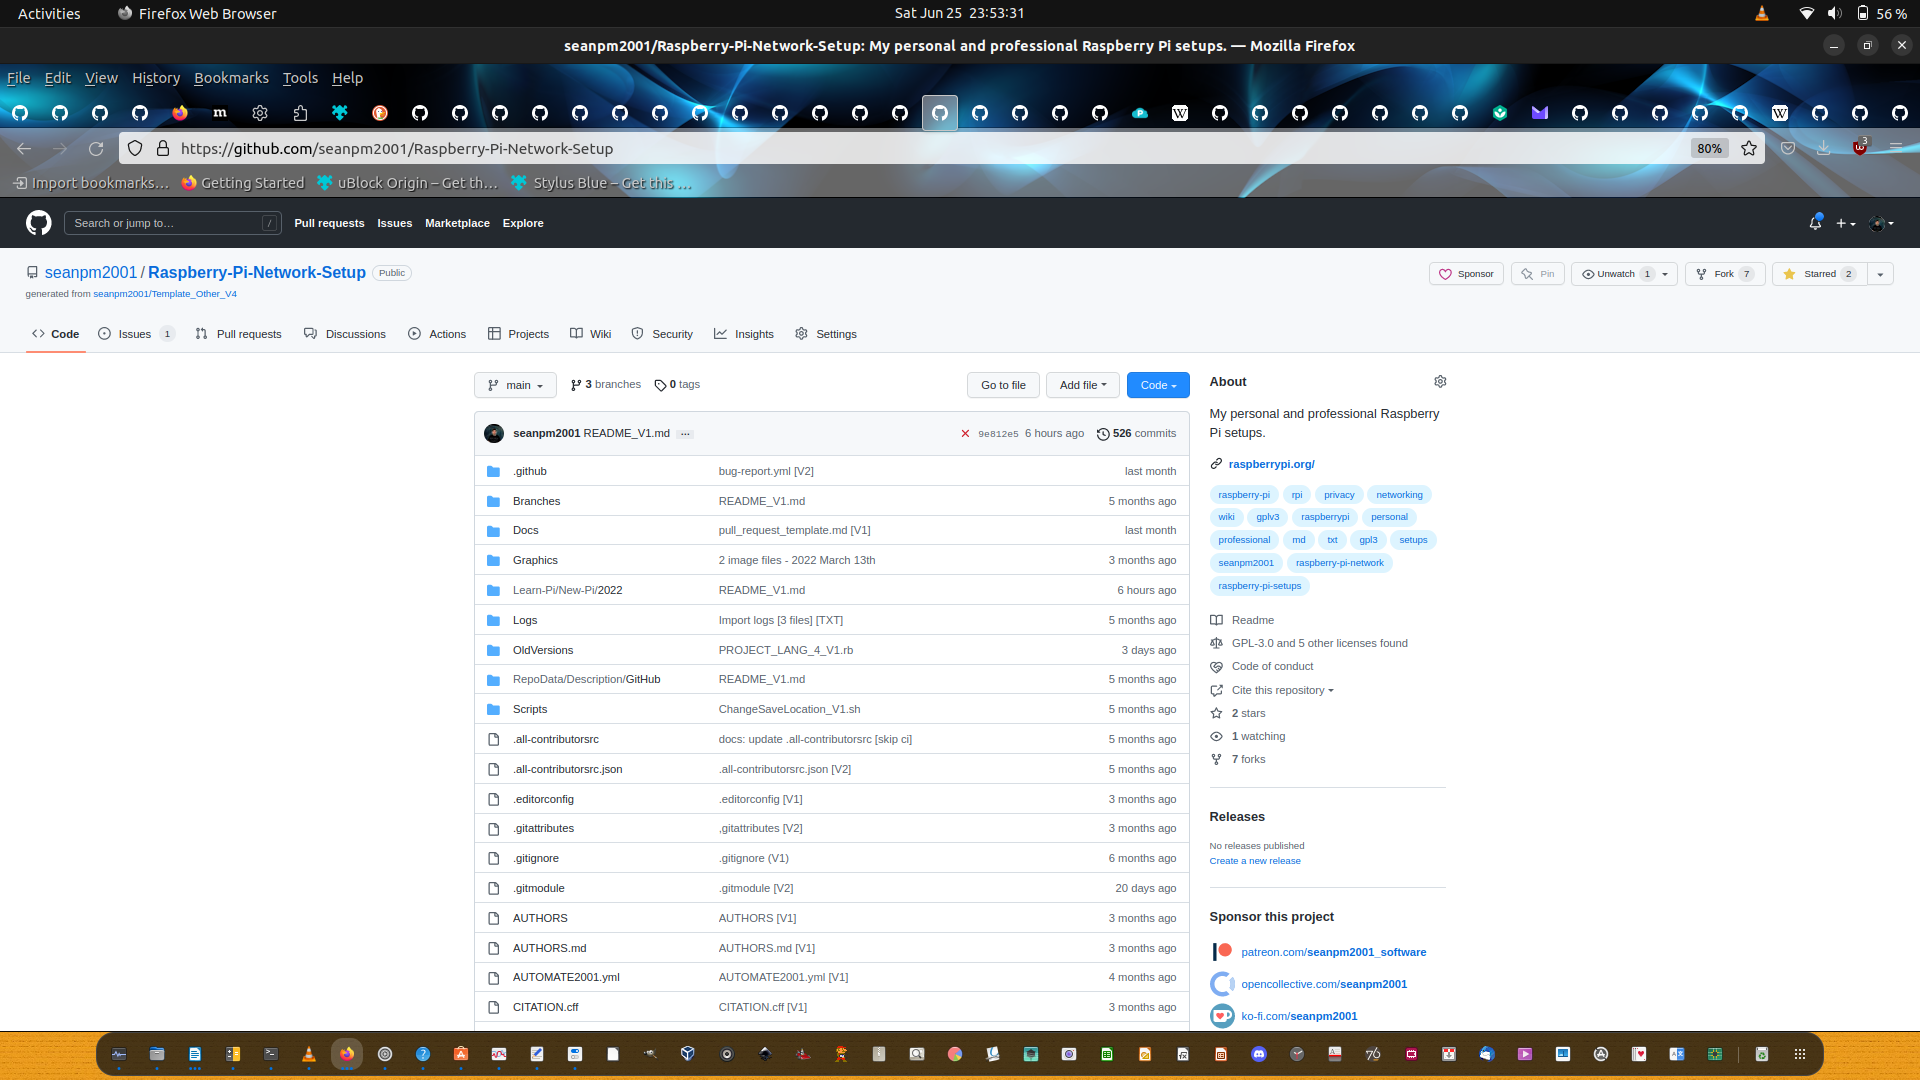 Activities Firefox Web Browser Sat Jun 25 23:53:31 56 %
seanpm2001/Raspberry-Pi-Network-Setup: My personal and professional Raspberry Pi setups. — Mozilla Firefox
File Edit View History Bookmarks Tools Help
https://github.com/seanpm2001/Raspberry-Pi-Network-Setup 80% 3
Import bookmarks… Getting Started uBlock Origin – Get th… Stylus Blue – Get this …
Search or jump to… / Pull requests Issues Marketplace Explore
seanpm2001 / Raspberry-Pi-Network-Setup Public Sponsor Pin Unwatch 1 Fork 7 Starred 2
generated from seanpm2001/Template_Other_V4
Code Issues 1 Pull requests Discussions Actions Projects Wiki Security Insights Settings
main 3 branches 0 tags Go to file Add file Code
seanpm2001 README_V1.md ... 9e812e5 6 hours ago 526 commits
.github bug-report.yml [V2] last month
Branches README_V1.md 5 months ago
Docs pull_request_template.md [V1] last month
Graphics 2 image files - 2022 March 13th 3 months ago
Learn-Pi/New-Pi/2022 README_V1.md 6 hours ago
Logs Import logs [3 files] [TXT] 5 months ago
OldVersions PROJECT_LANG_4_V1.rb 3 days ago
RepoData/Description/GitHub README_V1.md 5 months ago
Scripts ChangeSaveLocation_V1.sh 5 months ago
.all-contributorsrc docs: update .all-contributorsrc [skip ci] 5 months ago
.all-contributorsrc.json .all-contributorsrc.json [V2] 5 months ago
.editorconfig .editorconfig [V1] 3 months ago
.gitattributes ,gitattributes [V2] 3 months ago
.gitignore .gitignore (V1) 6 months ago
.gitmodule .gitmodule [V2] 20 days ago
AUTHORS AUTHORS [V1] 3 months ago
AUTHORS.md AUTHORS.md [V1] 3 months ago
AUTOMATE2001.yml AUTOMATE2001.yml [V1] 4 months ago
CITATION.cff CITATION.cff [V1] 3 months ago
About
My personal and professional Raspberry
Pi setups.
raspberrypi.org/
raspberry-pi rpi privacy networking
wiki gplv3 raspberrypi personal
professional md txt gpl3 setups
seanpm2001 raspberry-pi-network
raspberry-pi-setups
Readme
GPL-3.0 and 5 other licenses found
Code of conduct
Cite this repository
2 stars
1 watching
7 forks
Releases
No releases published
Create a new release
Sponsor this project
patreon.com/seanpm2001_software
opencollective.com/seanpm2001
ko-fi.com/seanpm2001